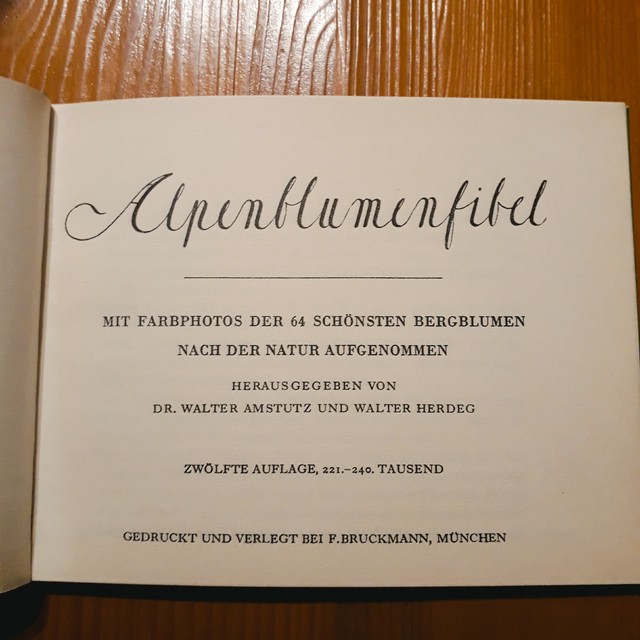 Alpenblumenfibel
MIT FARBPHOTOS DER 64 SCHÖNSTEN BERGBLUMEN
NACH DER NATUR AUFGENOMMEN
HERAUSGEGEBEN VON
DR. WALTER AMSTUTZ UND WALTER HERDEG
ZWÖLFTE AUFLAGE, 221.–240. TAUSEND
GEDRUCKT UND VERLEGT BEI F. BRUCKMANN, MÜNCHEN